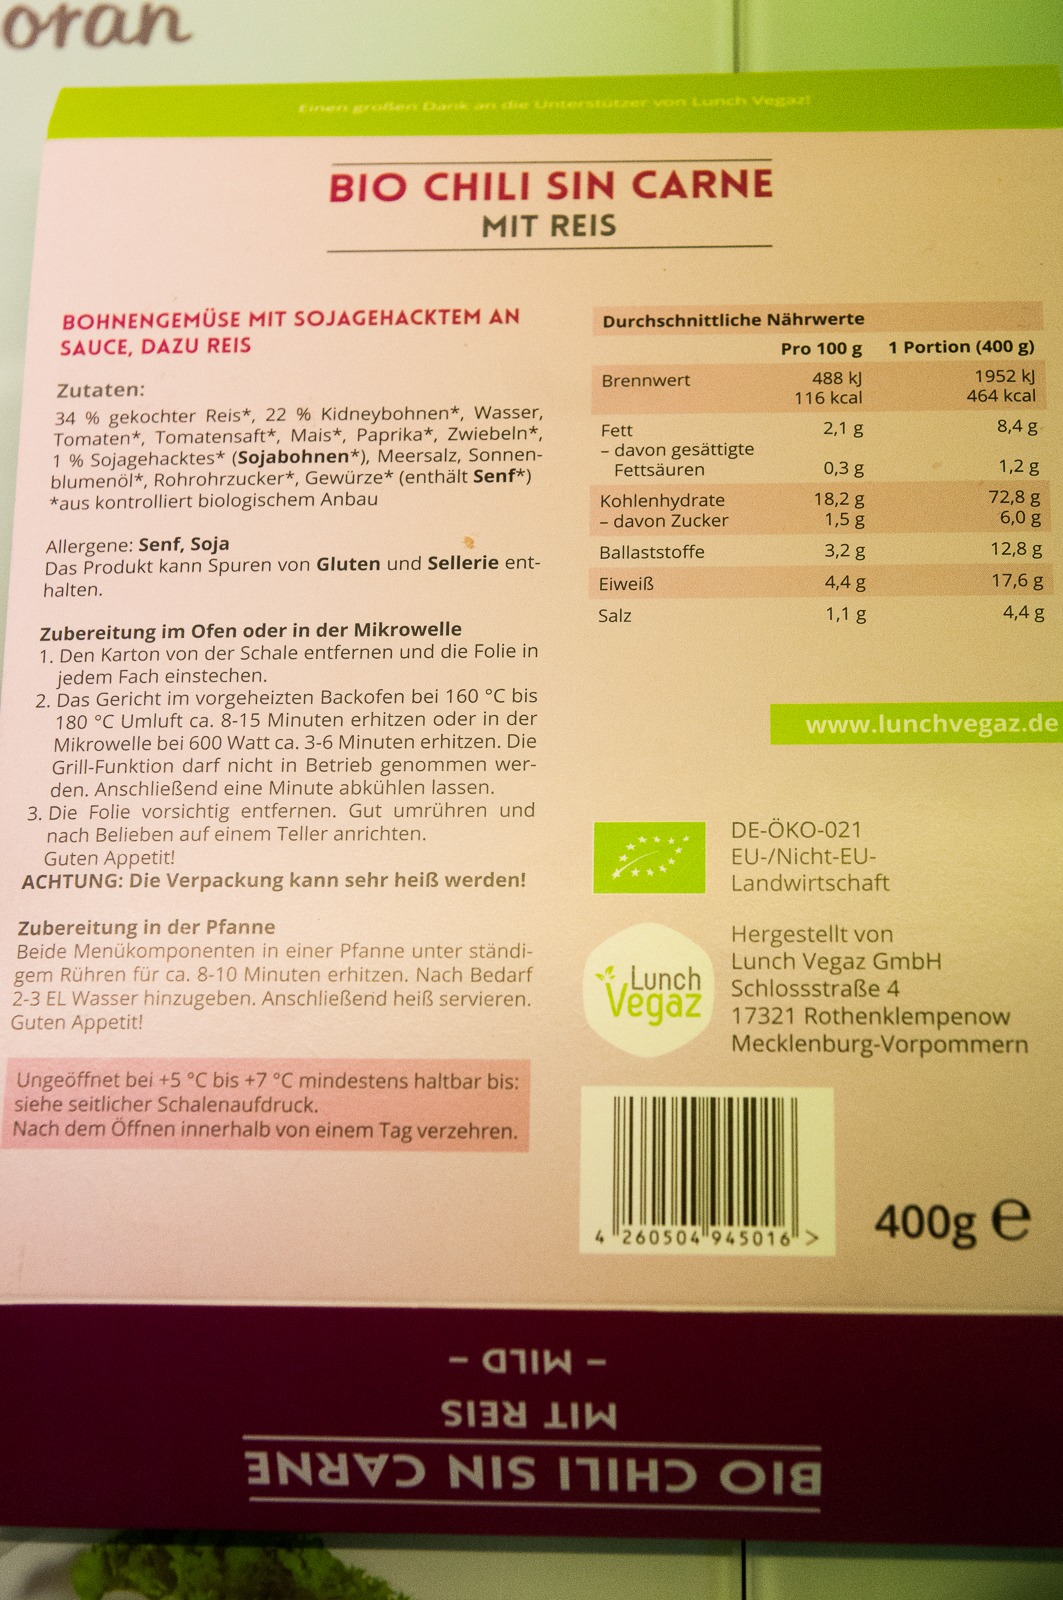 oran
Einen großen Dank an die Unterstützer von Lunch Vegaz!
BIO CHILI SIN CARNE
MIT REIS
BOHNENGEMÜSE MIT SOJAGEHACKTEM AN
SAUCE, DAZU REIS
Zutaten:
34 % gekochter Reis*, 22 % Kidneybohnen*, Wasser,
Tomaten*, Tomatensaft*, Mais*, Paprika*, Zwiebeln*,
1 % Sojagehacktes* (Sojabohnen*), Meersalz, Sonnen-
blumenöl*, Rohrohrzucker*, Gewürze* (enthält Senf*)
*aus kontrolliert biologischem Anbau
Allergene: Senf, Soja
Das Produkt kann Spuren von Gluten und Sellerie ent-
halten.
Zubereitung im Ofen oder in der Mikrowelle
1. Den Karton von der Schale entfernen und die Folie in
jedem Fach einstechen.
2. Das Gericht im vorgeheizten Backofen bei 160 °C bis
180 °C Umluft ca. 8-15 Minuten erhitzen oder in der
Mikrowelle bei 600 Watt ca. 3-6 Minuten erhitzen. Die
Grill-Funktion darf nicht in Betrieb genommen wer-
den. Anschließend eine Minute abkühlen lassen.
3. Die Folie vorsichtig entfernen. Gut umrühren und
nach Belieben auf einem Teller anrichten.
Guten Appetit!
ACHTUNG: Die Verpackung kann sehr heiß werden!
Zubereitung in der Pfanne
Beide Menükomponenten in einer Pfanne unter ständi-
gem Rühren für ca. 8-10 Minuten erhitzen. Nach Bedarf
2-3 EL Wasser hinzugeben. Anschließend heiß servieren.
Guten Appetit!
Ungeöffnet bei +5 °C bis +7 °C mindestens haltbar bis:
siehe seitlicher Schalenaufdruck.
Nach dem Öffnen innerhalb von einem Tag verzehren.
Durchschnittliche Nährwerte
Pro 100 g 1 Portion (400 g)
Brennwert 488 kJ 1952 kJ
116 kcal 464 kcal
Fett 2,1 g 8,4 g
– davon gesättigte
Fettsäuren 0,3 g 1,2 g
Kohlenhydrate 18,2 g 72,8 g
– davon Zucker 1,5 g 6,0 g
Ballaststoffe 3,2 g 12,8 g
Eiweiß 4,4 g 17,6 g
Salz 1,1 g 4,4 g
www.lunchvegaz.de
DE-ÖKO-021
EU-/Nicht-EU-
Landwirtschaft
Lunch
Vegaz
Hergestellt von
Lunch Vegaz GmbH
Schlossstraße 4
17321 Rothenklempenow
Mecklenburg-Vorpommern
4 260504 945016 >
400g e
BIO CHILI SIN CARNE
MIT REIS
– MILD –